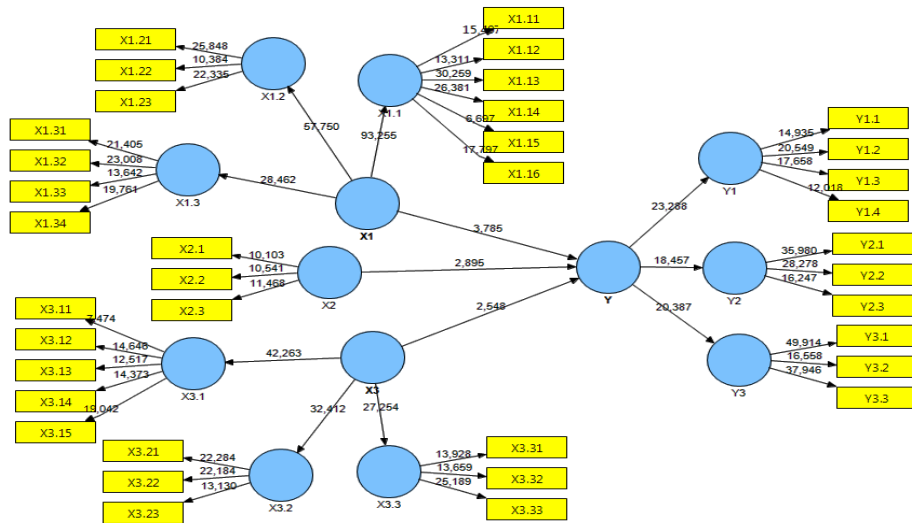 X1.21
X1.22
X1.23
25,848
10,384
22,335
X1.2
X1.11
X1.12
X1.13
X1.14
X1.15
X1.16
13,311
30,259
26,381
6,697
17,797
X1.1
57,750
93,255
X1.31
X1.32
X1.33
X1.34
21,405
23,008
13,642
19,761
X1.3
28,462
X1
3,785
X2.1
X2.2
X2.3
10,103
10,541
11,468
X2
2,895
Y
2,548
23,288
18,457
20,387
Y1
14,935
20,549
17,658
12,018
Y1.1
Y1.2
Y1.3
Y1.4
Y2
35,980
28,278
16,247
Y2.1
Y2.2
Y2.3
Y3
49,914
16,558
37,946
Y3.1
Y3.2
Y3.3
X3.11
X3.12
X3.13
X3.14
X3.15
7,474
14,648
12,517
14,373
19,042
X3.1
42,263
X3
32,412
27,254
X3.21
X3.22
X3.23
22,284
22,184
13,130
X3.2
X3.3
13,928
13,659
25,189
X3.31
X3.32
X3.33